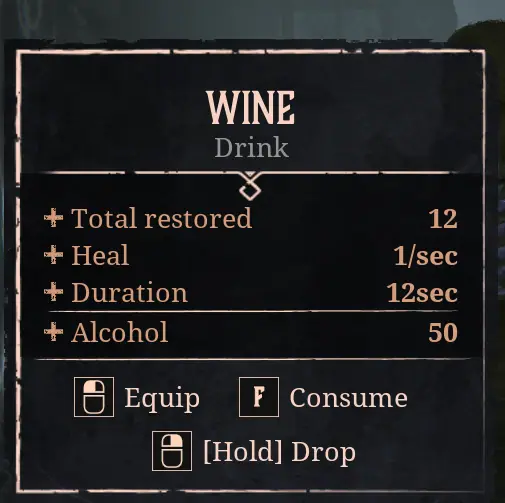 WINE
Drink
Total restored 12
Heal 1/sec
Duration 12sec
Alcohol 50
Equip F Consume
[Hold] Drop